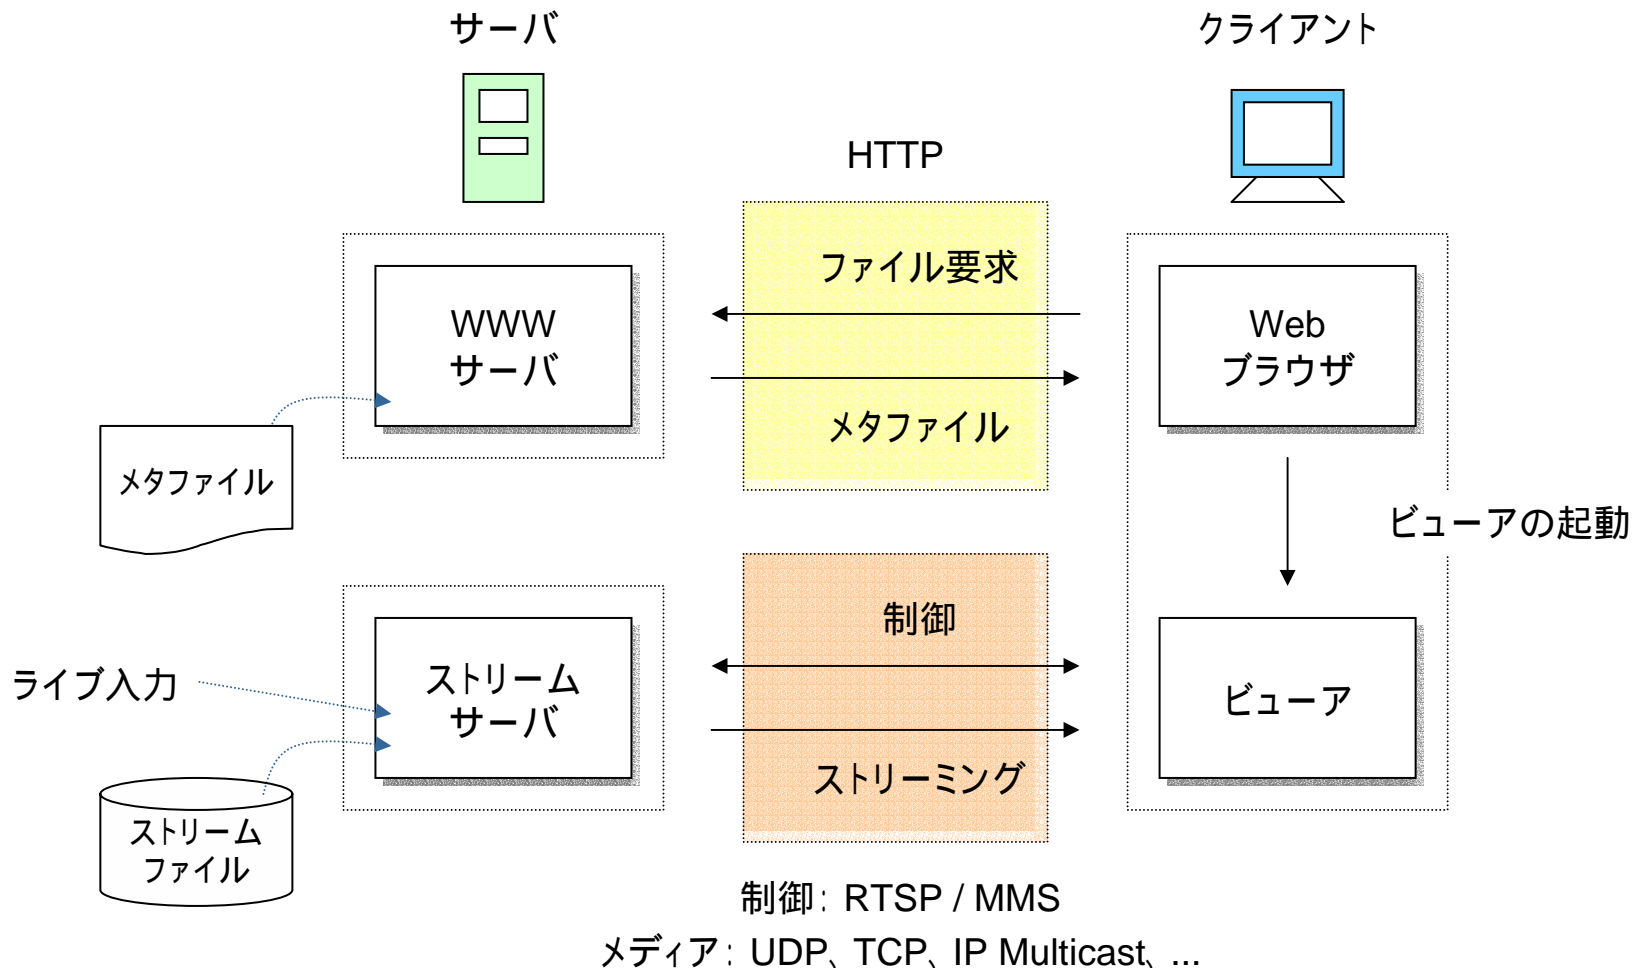 サーバ
クライアント
HTTP
ファイル要求
WWW
サーバ
Web
ブラウザ
メタファイル
メタファイル
ビューアの起動
制御
ライブ入力
ストリーム
サーバ
ビューア
ストリーミング
ストリーム
ファイル
制御: RTSP / MMS
メディア: UDP、TCP、IP Multicast、...